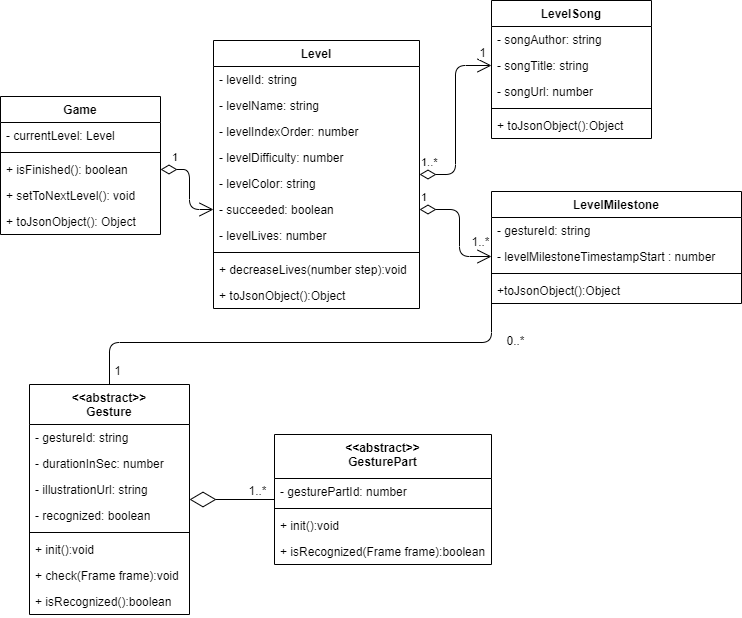 LevelSong
- songAuthor: string
- songTitle: string
- songUrl: number
+ toJsonObject():Object
1
Level
- levelId: string
- levelName: string
- levelIndexOrder: number
- levelDifficulty: number
- levelColor: string
- succeeded: boolean
- levelLives: number
+ decreaseLives(number step):void
+ toJsonObject():Object
1..*
1
Game
- currentLevel: Level
+ isFinished(): boolean
+ setToNextLevel(): void
+ toJsonObject(): Object
1
LevelMilestone
- gestureId: string
- levelMilestoneTimestampStart : number
+toJsonObject():Object
1..*
0..*
1
<<abstract>>
Gesture
- gestureId: string
- durationInSec: number
- illustrationUrl: string
- recognized: boolean
+ init():void
+ check(Frame frame):void
+ isRecognized():boolean
1..*
<<abstract>>
GesturePart
- gesturePartId: number
+ init():void
+ isRecognized(Frame frame):boolean